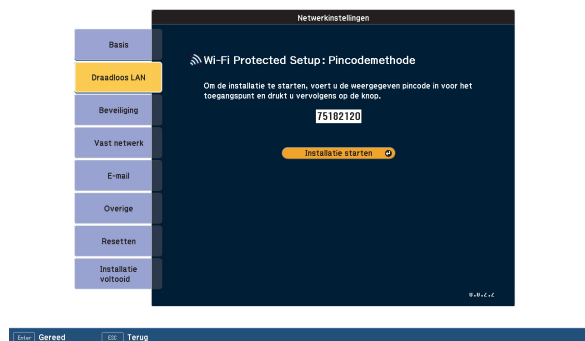 Netwerkinstellingen
Basis
Draadloos LAN
Beveiliging
Vast netwerk
E-mail
Overige
Resetten
Installatie
voltooid
Wi-Fi Protected Setup: Pincodemethode
Om de installatie te starten, voert u de weergegeven pincode in voor het
toegangspunt en drukt u vervolgens op de knop.
75182120
Installatie starten
Enter Gereed ESC Terug